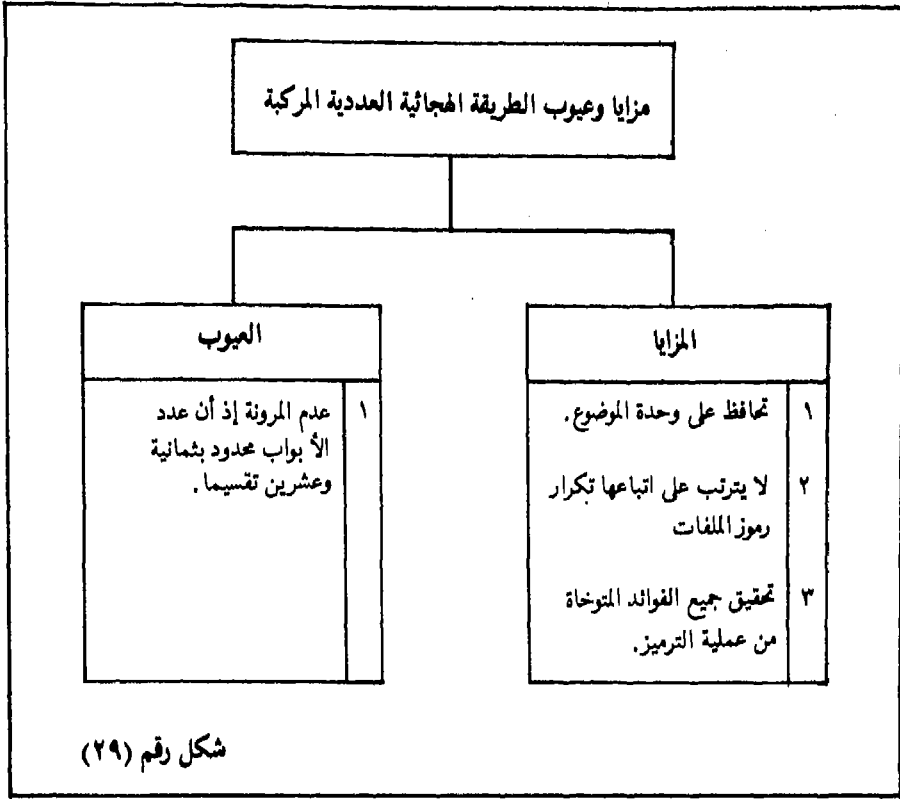 مزايا وعيوب الطريقة الهجائية العددية المركبة
المزايا
١ تحافظ على وحدة الموضوع.
٢ لا يترتب على اتباعها تكرار
رموز الملفات
٣ تحقيق جميع الفوائد المتوخاة
من عملية الترميز.
العيوب
١ عدم المرونة إذ أن عدد
الأ بواب محدود بثمانية
وعشرين تقسيما.
شكل رقم (٢٩)